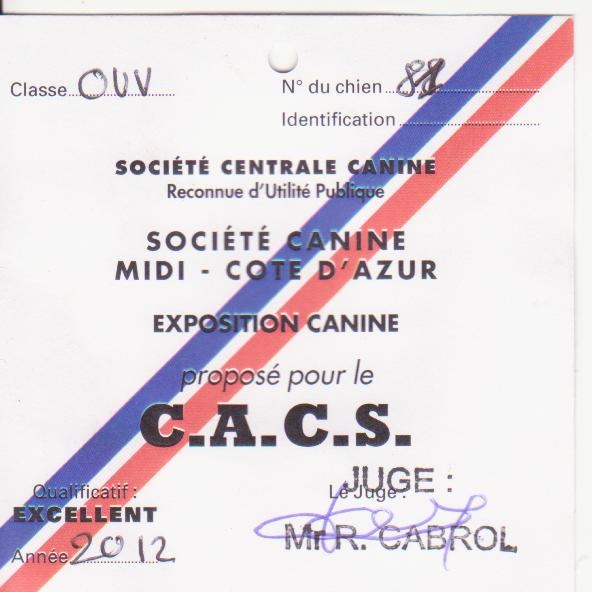 Classe OUV
N° du chien
Identification
SOCIÉTÉ CENTRALE CANINE
Reconnue d'Utilité Publique
SOCIÉTÉ CANINE
MIDI - COTE D'AZUR
EXPOSITION CANINE
proposé pour le
C.A.C.S.
JUGE :
Qualificatif :
Le Juge :
EXCELLENT
Mr R. CABROL
Année 2012